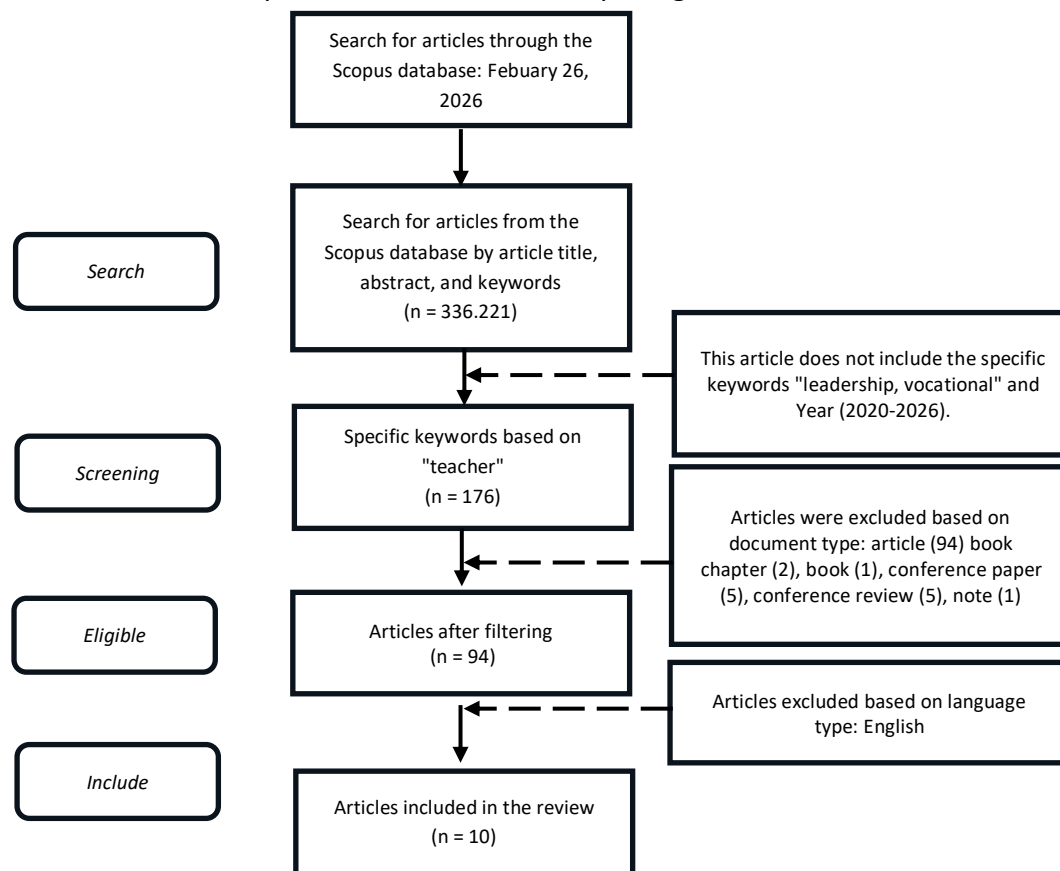 Search for articles through the
Scopus database: Febuary 26,
2026
Search
Search for articles from the
Scopus database by article title,
abstract, and keywords
(n = 336.221)
This article does not include the specific
keywords "leadership, vocational" and
Year (2020-2026).
Screening
Specific keywords based on
"teacher"
(n = 176)
Articles were excluded based on
document type: article (94) book
chapter (2), book (1), conference paper
(5), conference review (5), note (1)
Eligible
Articles after filtering
(n = 94)
Articles excluded based on language
type: English
Include
Articles included in the review
(n = 10)